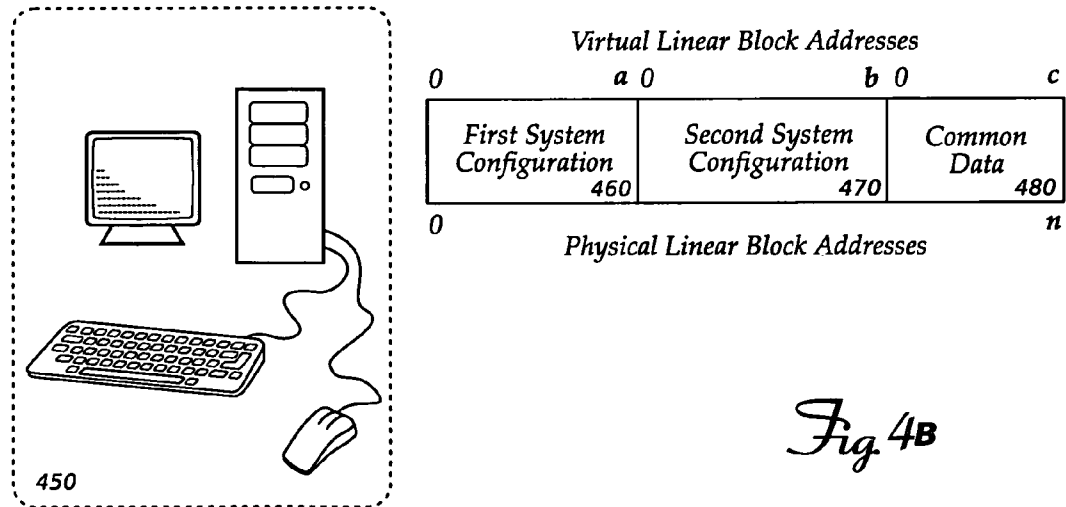 Virtual Linear Block Addresses
0 a 0 b 0 c
First System Configuration 460
Second System Configuration 470
Common Data 480
0 n
Physical Linear Block Addresses
450
Fig. 4B